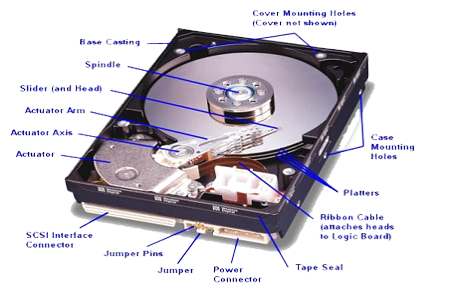 Cover Mounting Holes
(Cover not shown)
Base Casting
Spindle
Slider (and Head)
Actuator Arm
Actuator Axis
Actuator
Case
Mounting
Holes
Platters
Ribbon Cable
(attaches heads
to Logic Board)
SCSI Interface
Connector
Jumper Pins
Jumper
Power
Connector
Tape Seal